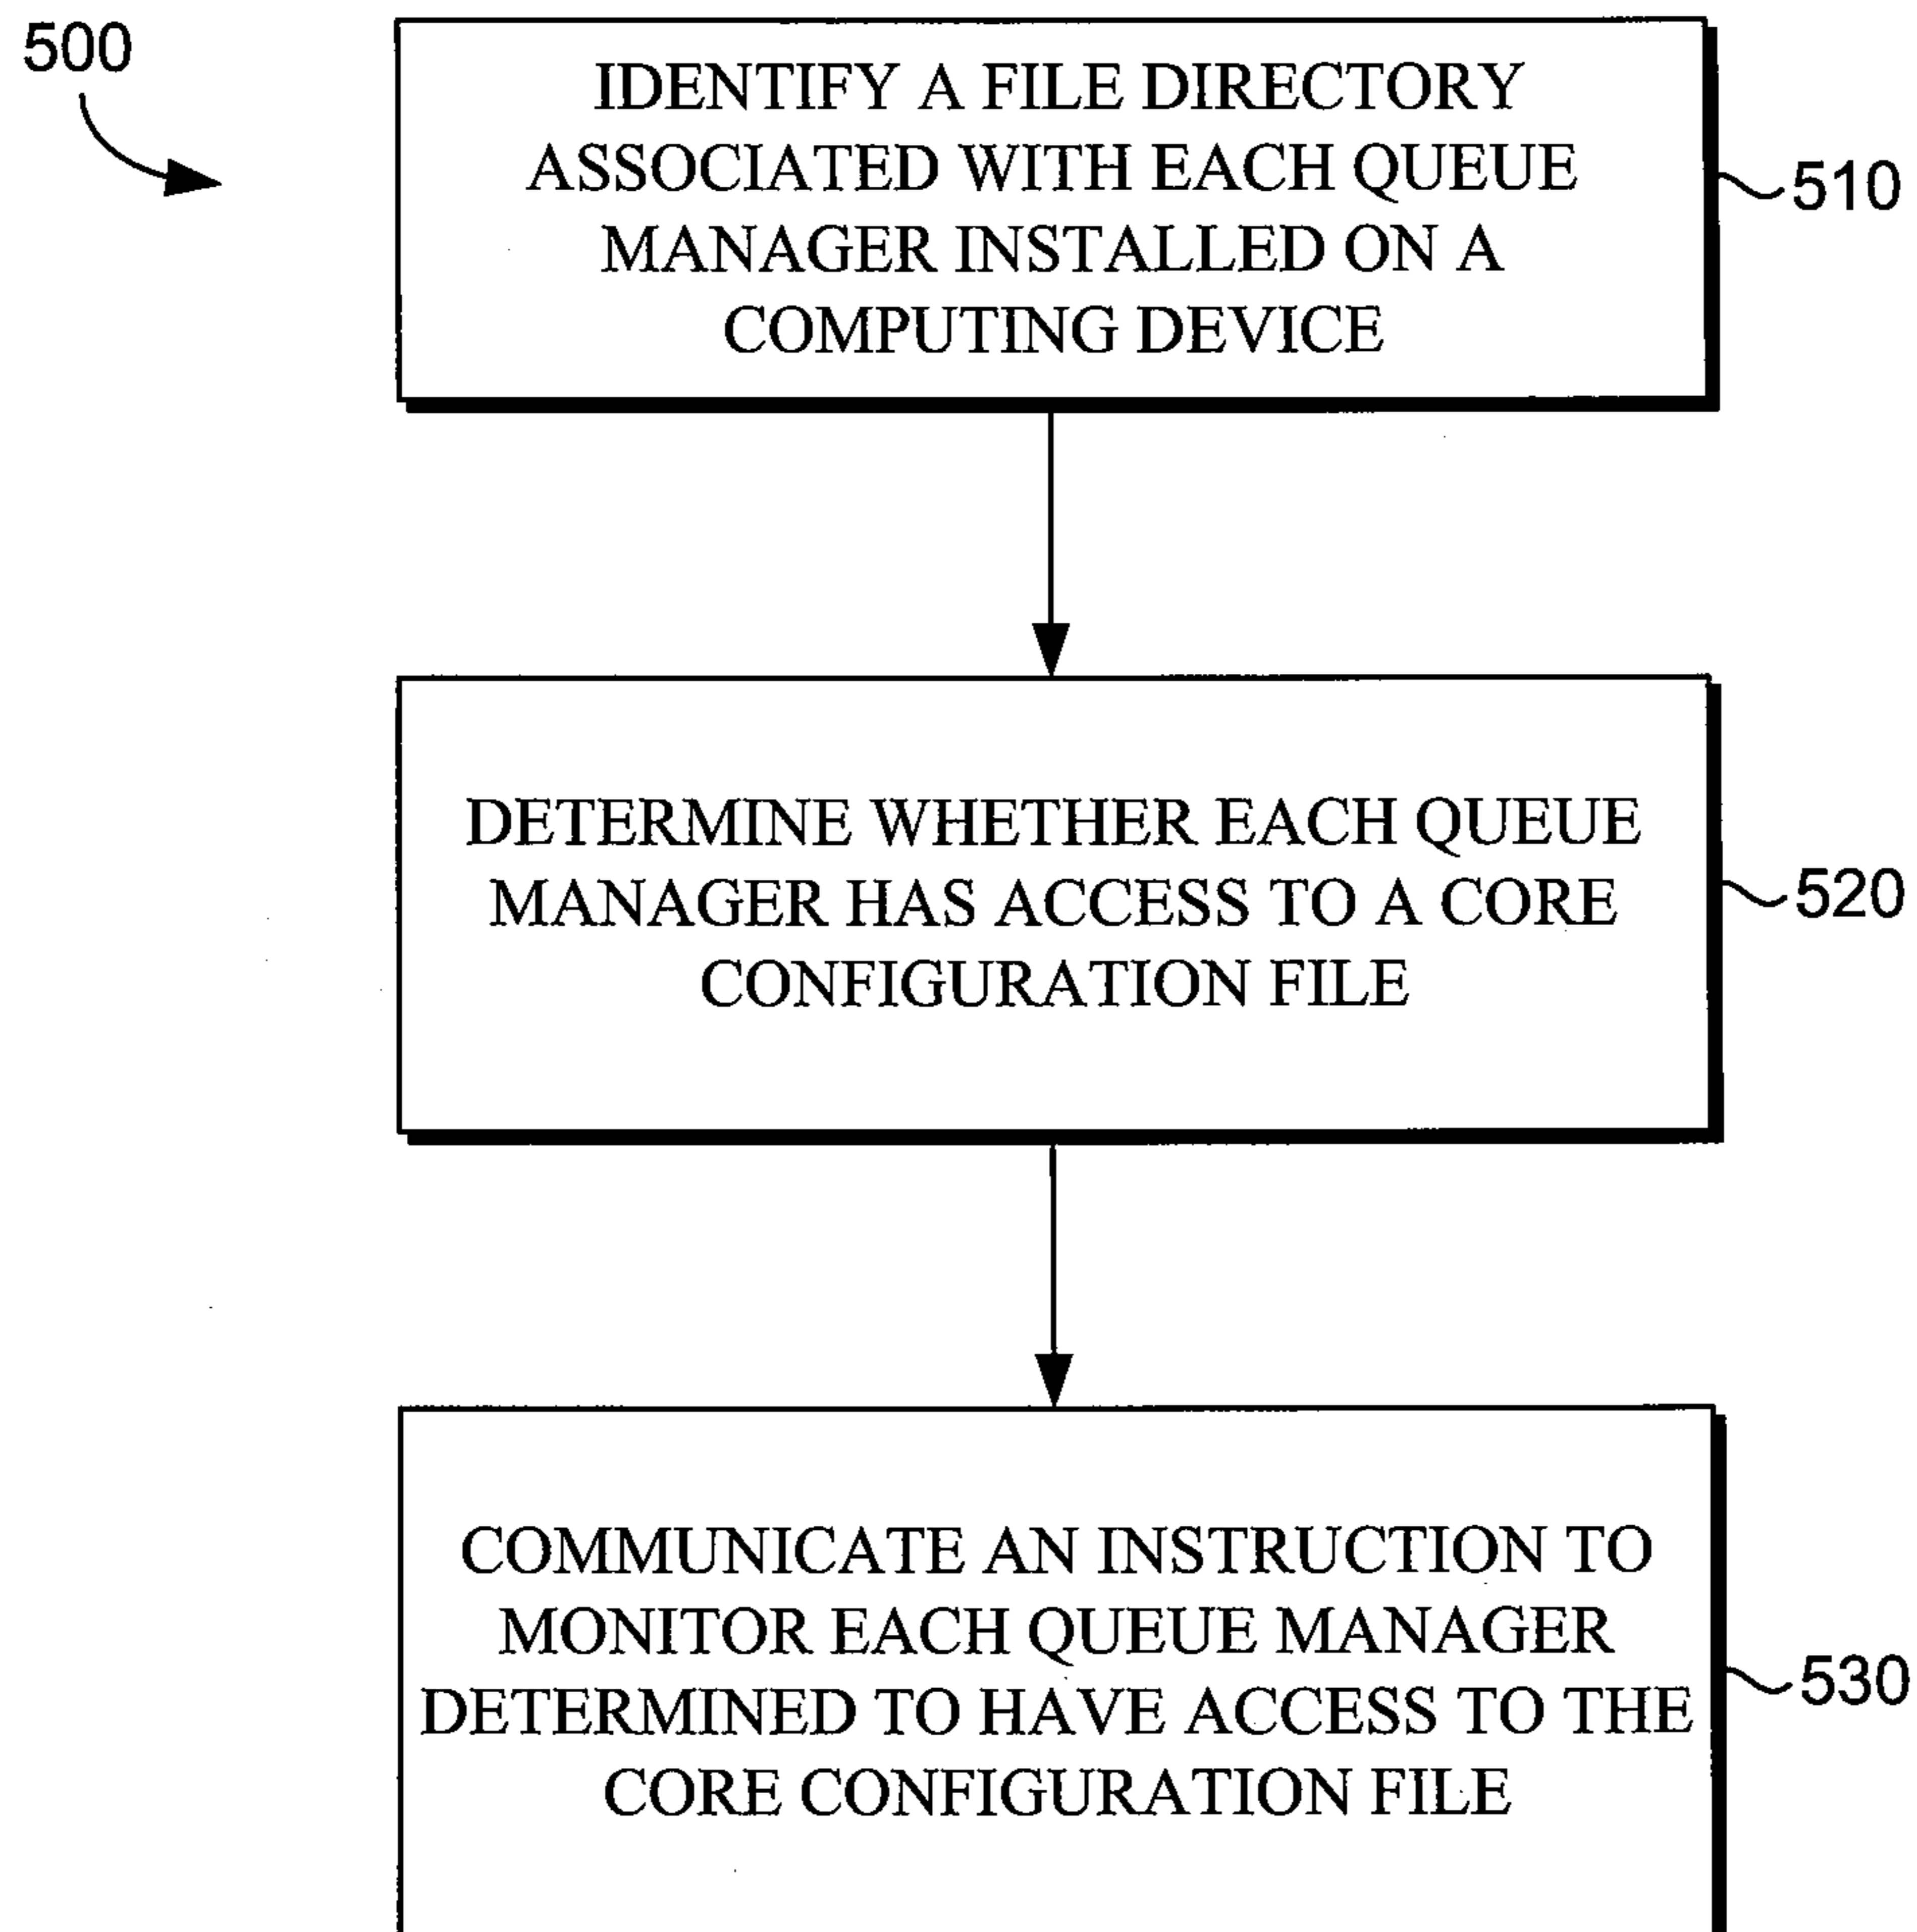 500
IDENTIFY A FILE DIRECTORY
ASSOCIATED WITH EACH QUEUE
MANAGER INSTALLED ON A
COMPUTING DEVICE
510
DETERMINE WHETHER EACH QUEUE
MANAGER HAS ACCESS TO A CORE
CONFIGURATION FILE
520
COMMUNICATE AN INSTRUCTION TO
MONITOR EACH QUEUE MANAGER
DETERMINED TO HAVE ACCESS TO THE
CORE CONFIGURATION FILE
530